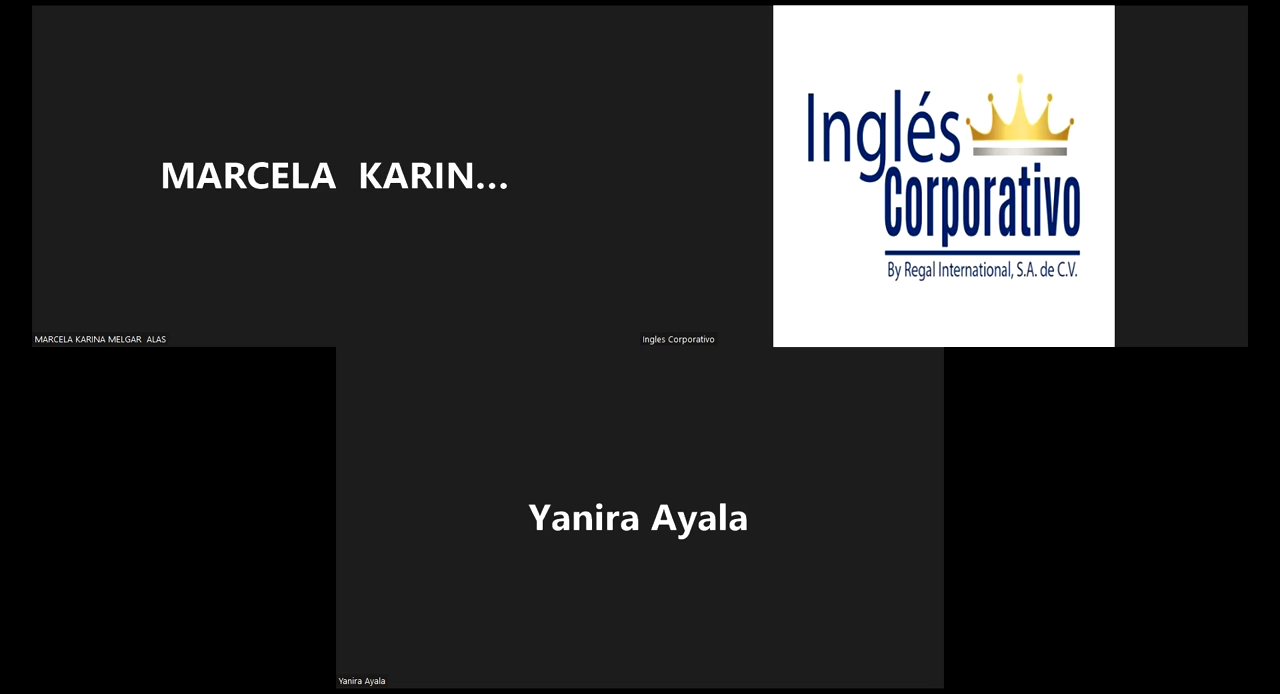 MARCELA  KARIN...
MARCELA KARINA MELGAR  ALAS
Inglés
Corporativo
By Regal International, S.A. de C.V.
Ingles Corporativo
Yanira Ayala
Yanira Ayala